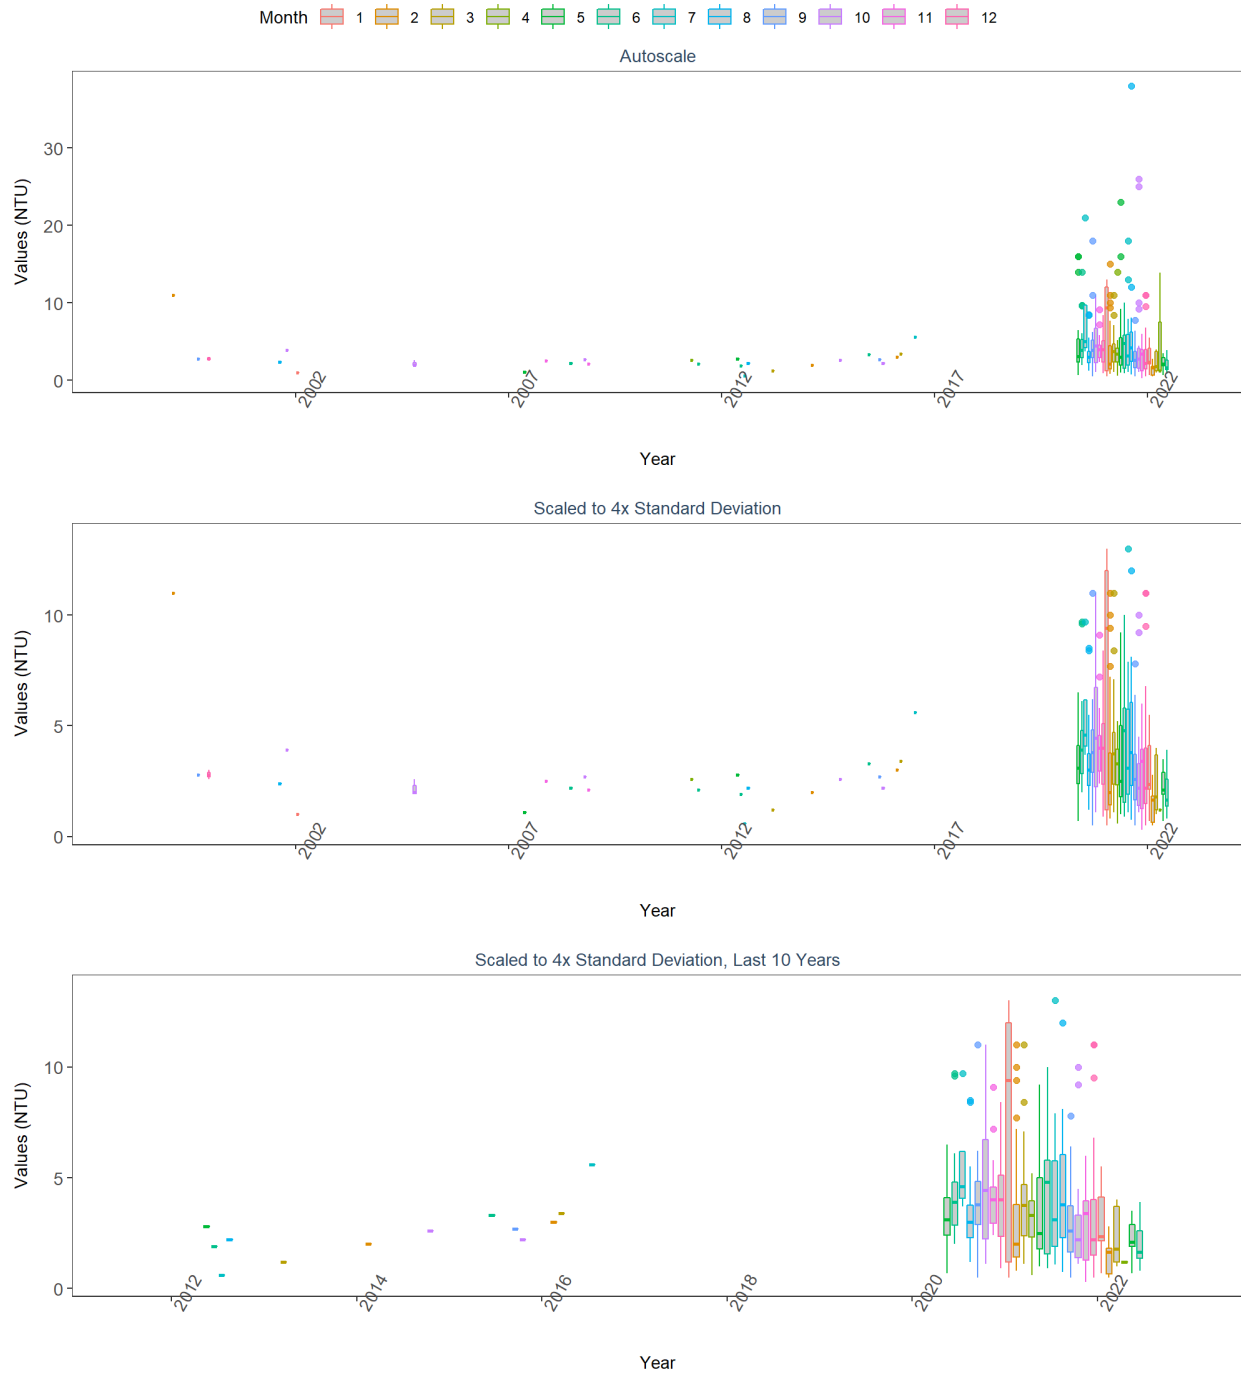 Month 1 2 3 4 5 6 7 8 9 10 11 12
Autoscale
Values (NTU)
30
20
10
0
2002 2007 2012 2017 2022
Year
Scaled to 4x Standard Deviation
Values (NTU)
10
5
0
2002 2007 2012 2017 2022
Year
Scaled to 4x Standard Deviation, Last 10 Years
Values (NTU)
10
5
0
2012 2014 2016 2018 2020 2022
Year